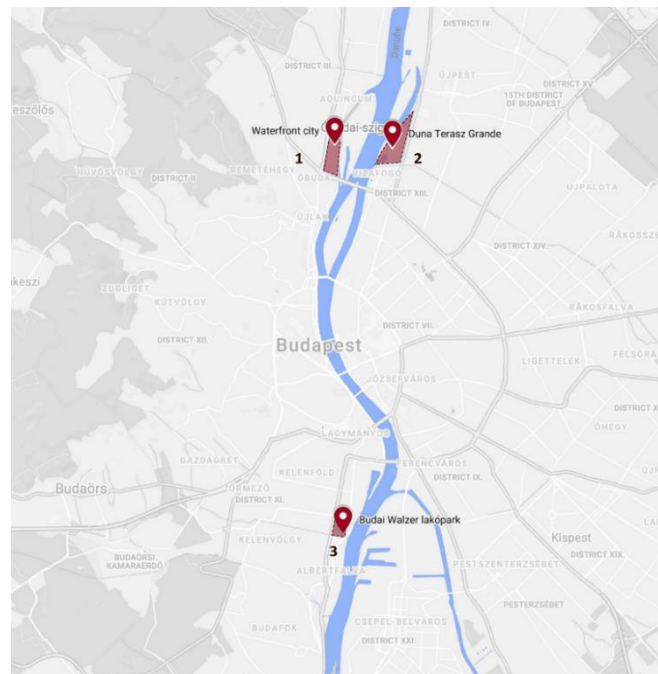 DISTRICT IV.
Danube
DISTRICT III.
ÚJPEST
15TH DISTRICT
OF BUDAPEST
DISTRICT XV.
AQUINCUM
Waterfront city
Duna Terasz Grande
1
2
VIZAFOGÓ
ÓBUDA
REMETEHEGY
HŰVÖSVÖLGY
DISTRICT II.
DISTRICT XIII.
ÚJPALOTA
ÚJLAK
DISTRICT XIV.
ZUGLIGET
KÚTVÖLGY
RÁKOSFALVA
DISTRICT XII.
DISTRICT VII.
Budapest
LIGETTELEK
JÓZSEFVÁROS
ÓHEGY
LÁGYMÁNYOS
GAZDAGRÉT
KELENFÖLD
FERENCVÁROS
DISTRICT IX.
Budaörs
ŐRMEZŐ
DISTRICT XI.
Budai Walzer lakópark
KELENVÖLGY
3
Kispest
DISTRICT XIX.
BUDAÖRSI,
KAMARAERDŐ
ALBERTFALVA
PESTSZENTERZSÉBET
PESTERZSÉBET
CSEPEL-BELVÁROS
BUDAFOK
DISTRICT XXI.